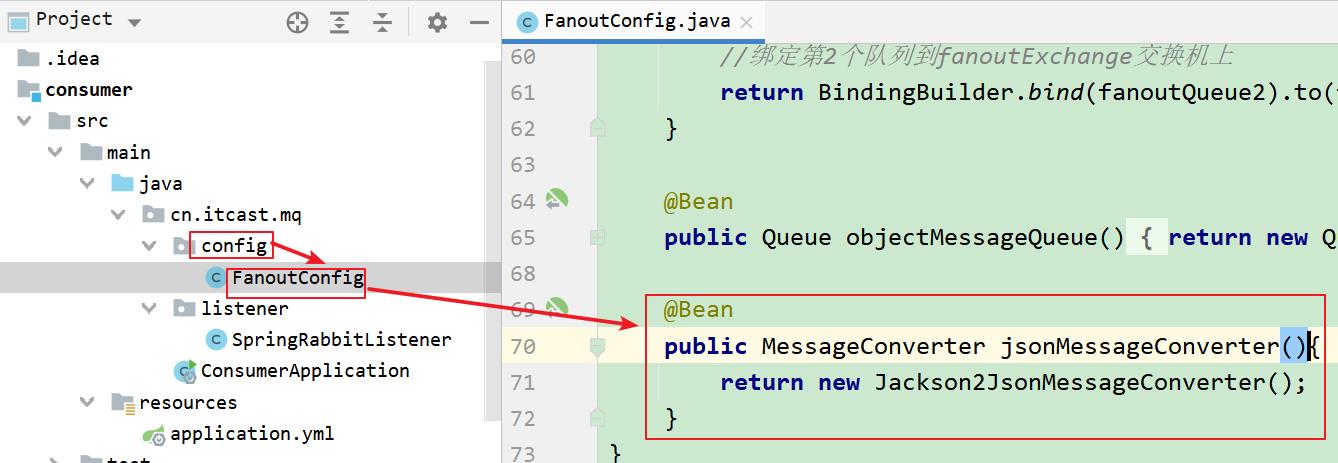 Project
.idea
consumer
src
main
java
cn.itcast.mq
config
FanoutConfig
listener
SpringRabbitListener
ConsumerApplication
resources
application.yml
FanoutConfig.java
60 //绑定第2个队列到fanoutExchange交换机上
61 return BindingBuilder.bind(fanoutQueue2).to(
62 }
63
64 @Bean
65 public Queue objectMessageQueue() { return new Q
68
69 @Bean
70 public MessageConverter jsonMessageConverter(){
71 return new Jackson2JsonMessageConverter();
72 }
73 }